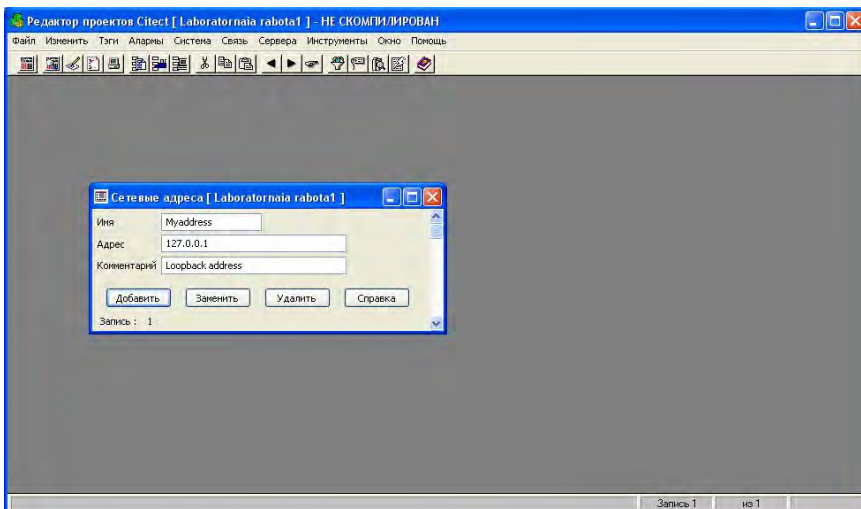 Редактор проектов Citect [ Laboratornaia rabota1 ] - НЕ СКОМПИЛИРОВАН
Файл Изменить Тэги Алармы Система Связь Сервера Инструменты Окно Помощь
Сетевые адреса [ Laboratornaia rabota1 ]
Имя Myaddress
Адрес 127.0.0.1
Комментарий Loopback address
Добавить Заменить Удалить Справка
Запись : 1
Запись 1 из 1